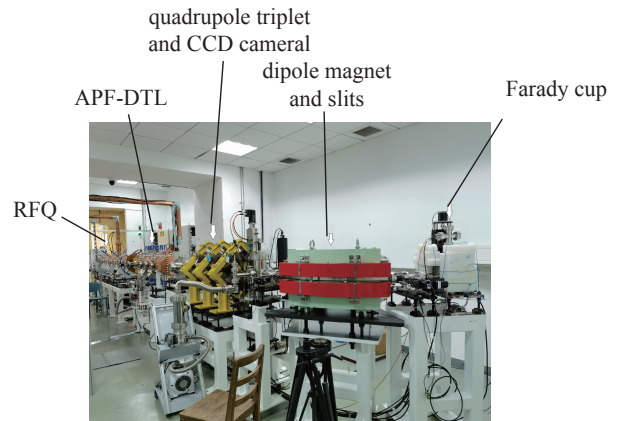 quadrupole triplet
and CCD cameral
dipole magnet
and slits
Farady cup
APF-DTL
RFQ